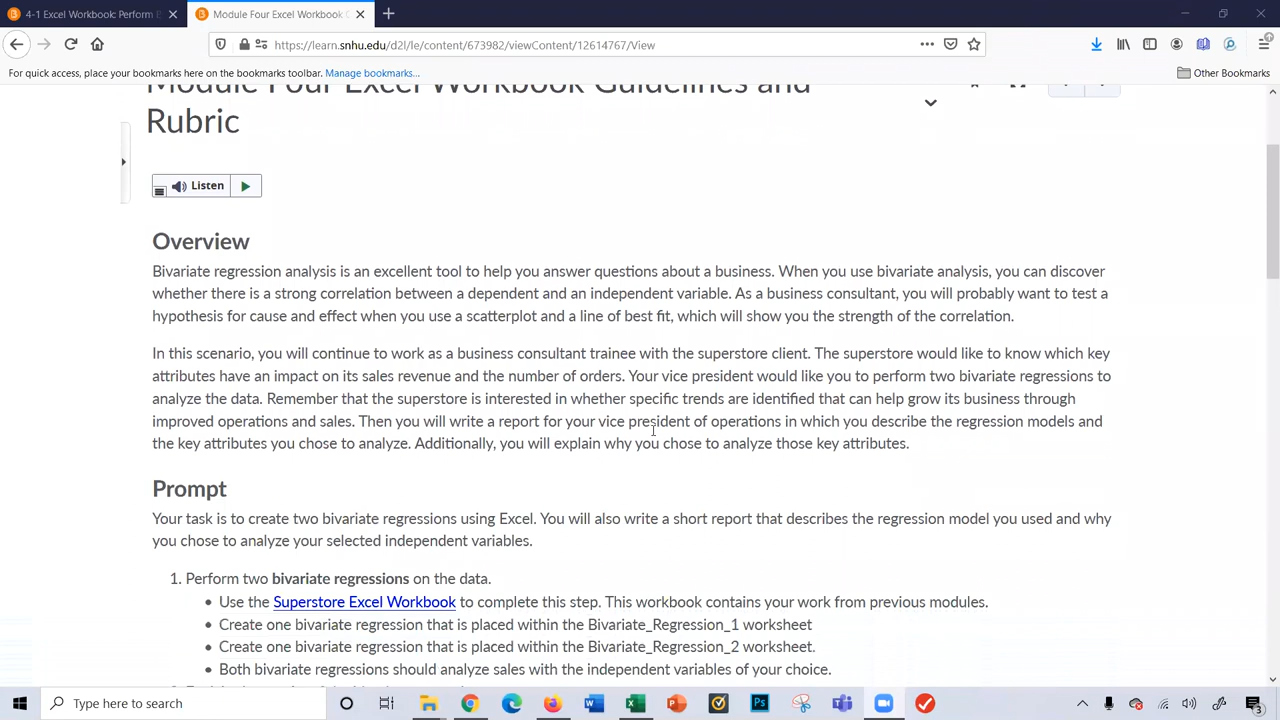 4-1 Excel Workbook: Perform B
Module Four Excel Workbook G
https://learn.snhu.edu/d2l/le/content/673982/viewContent/12614767/View
For quick access, place your bookmarks here on the bookmarks toolbar. Manage bookmarks...
Other Bookmarks
Module Four Excel Workbook Guidelines and
Rubric
Listen
Overview
Bivariate regression analysis is an excellent tool to help you answer questions about a business. When you use bivariate analysis, you can discover
whether there is a strong correlation between a dependent and an independent variable. As a business consultant, you will probably want to test a
hypothesis for cause and effect when you use a scatterplot and a line of best fit, which will show you the strength of the correlation.
In this scenario, you will continue to work as a business consultant trainee with the superstore client. The superstore would like to know which key
attributes have an impact on its sales revenue and the number of orders. Your vice president would like you to perform two bivariate regressions to
analyze the data. Remember that the superstore is interested in whether specific trends are identified that can help grow its business through
improved operations and sales. Then you will write a report for your vice president of operations in which you describe the regression models and
the key attributes you chose to analyze. Additionally, you will explain why you chose to analyze those key attributes.
Prompt
Your task is to create two bivariate regressions using Excel. You will also write a short report that describes the regression model you used and why
you chose to analyze your selected independent variables.
1. Perform two bivariate regressions on the data.
• Use the Superstore Excel Workbook to complete this step. This workbook contains your work from previous modules.
• Create one bivariate regression that is placed within the Bivariate_Regression_1 worksheet
• Create one bivariate regression that is placed within the Bivariate_Regression_2 worksheet.
• Both bivariate regressions should analyze sales with the independent variables of your choice.
Type here to search